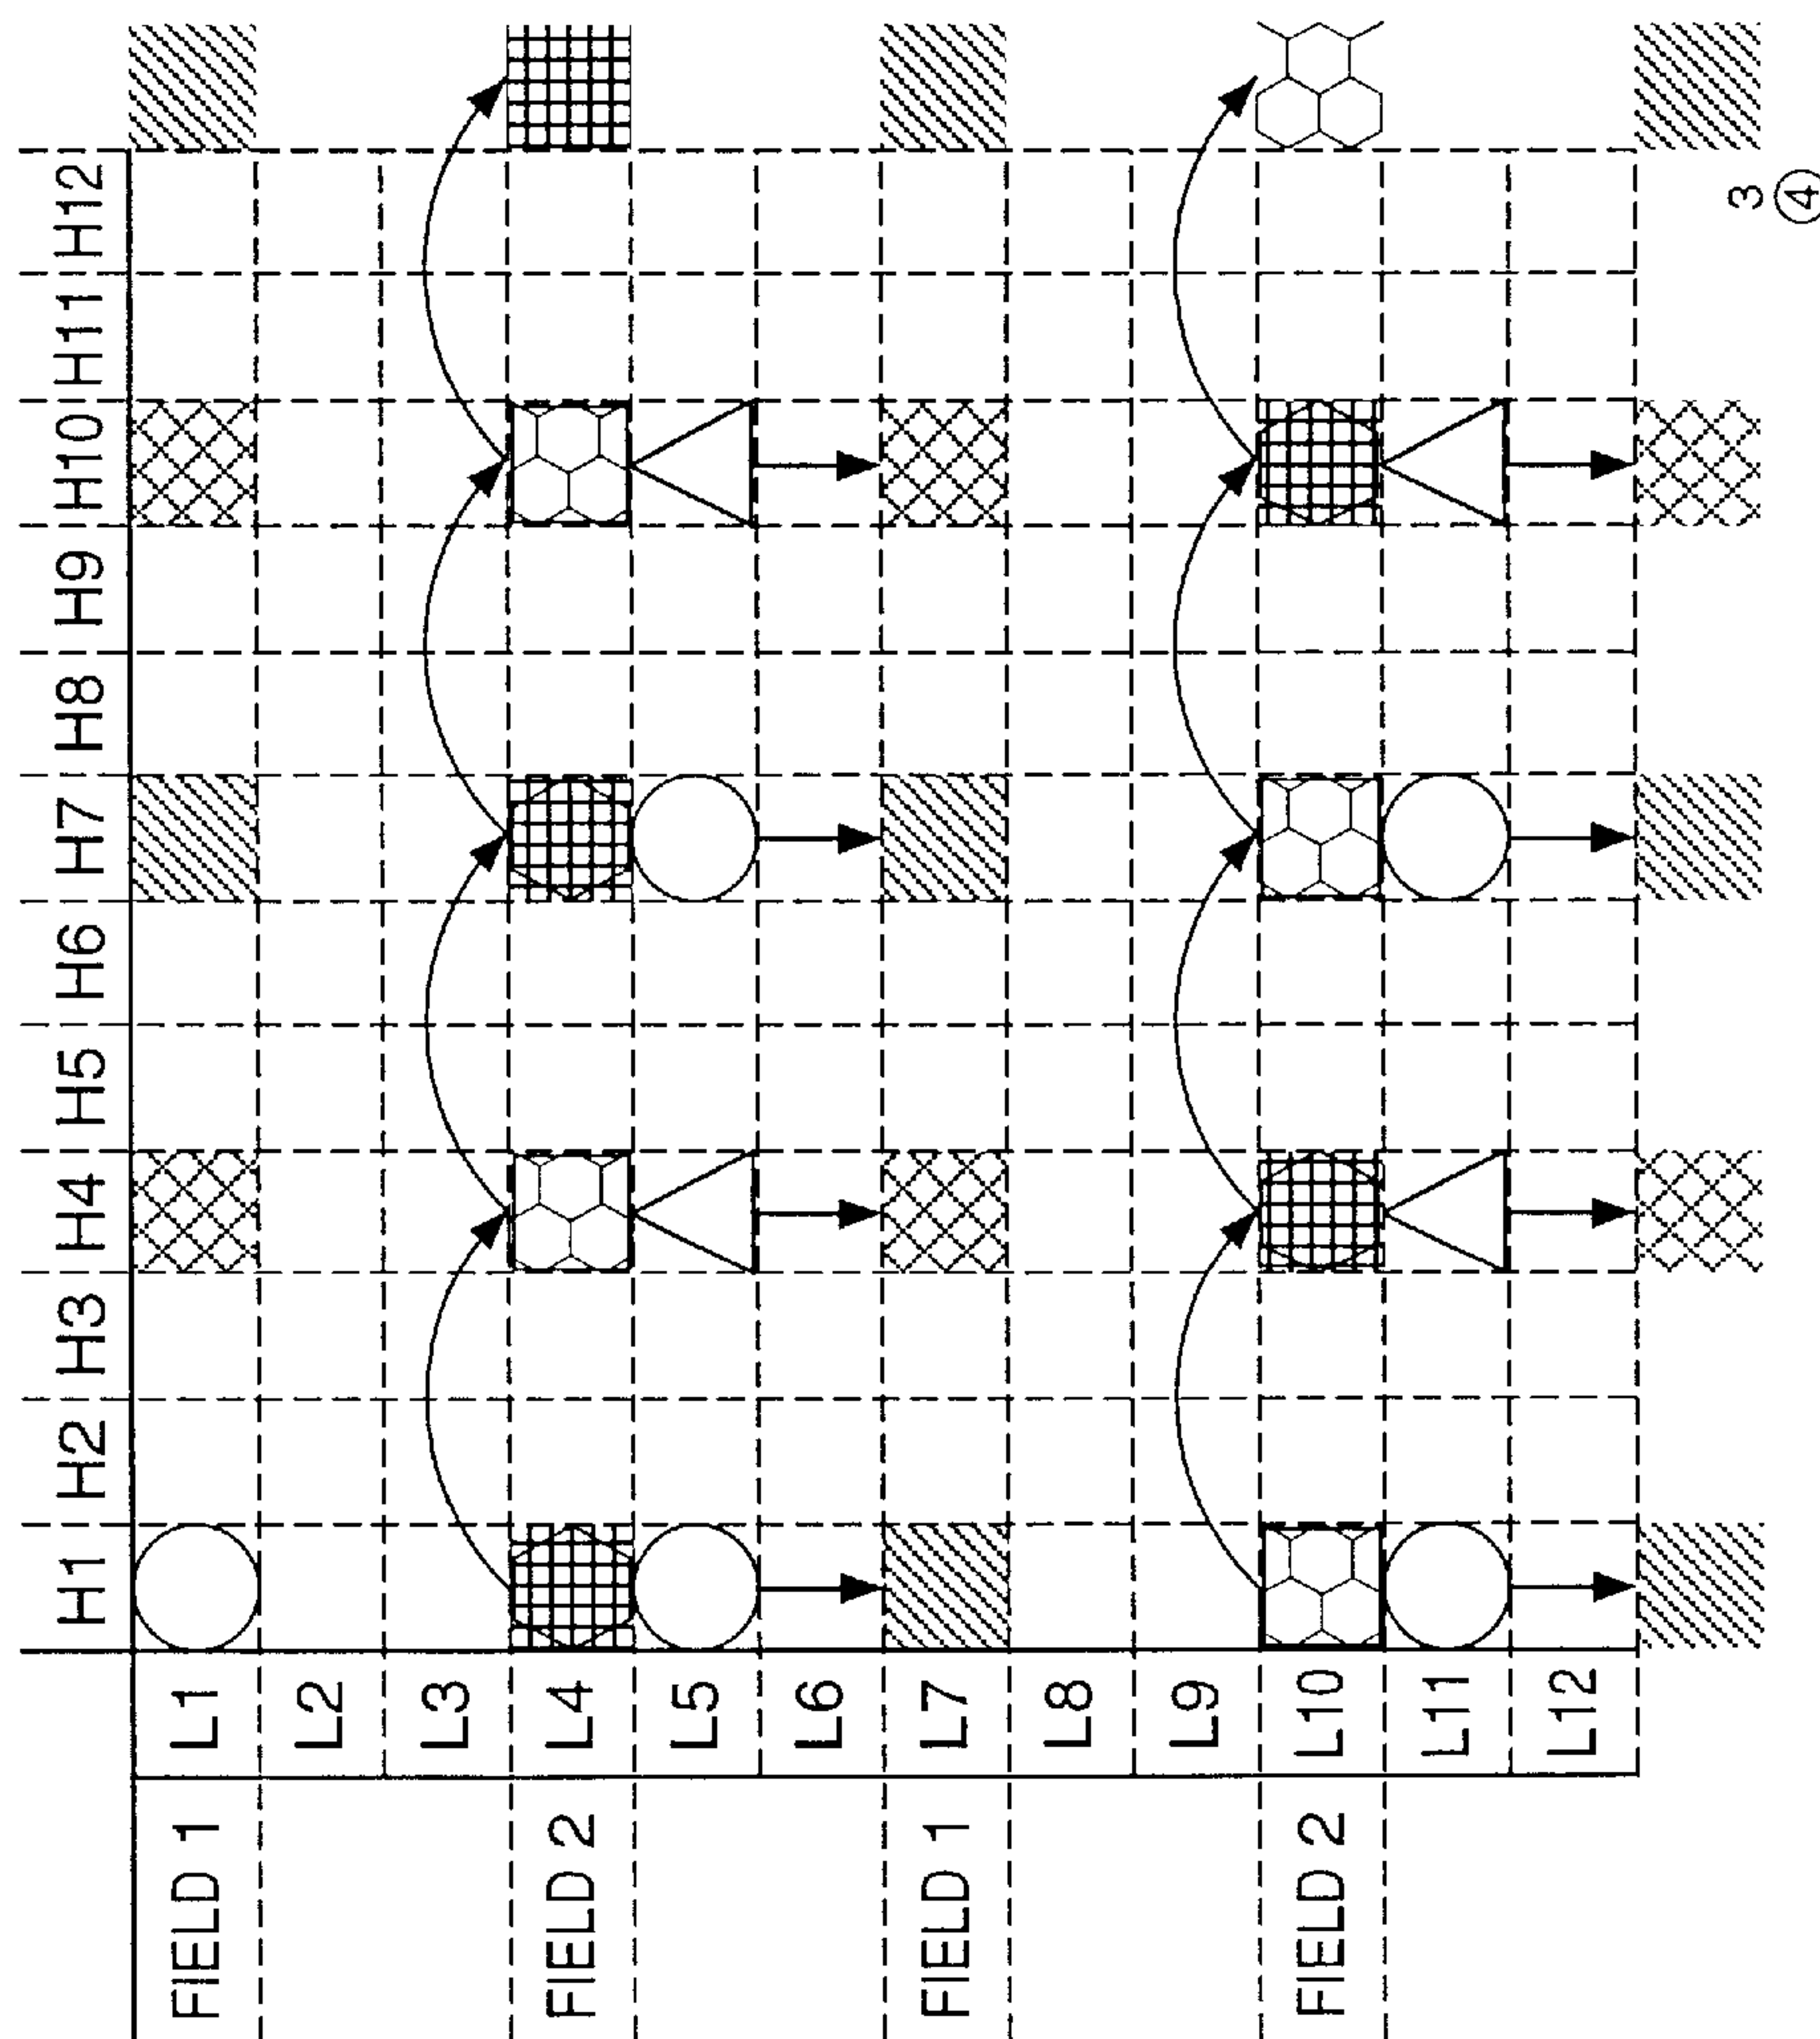 H1 H2 H3 H4 H5 H6 H7 H8 H9 H10 H11 H12
FIELD 1 L1
L2
L3
FIELD 2 L4
L5
L6
FIELD 1 L7
L8
L9
FIELD 2 L10
L11
L12
3
④